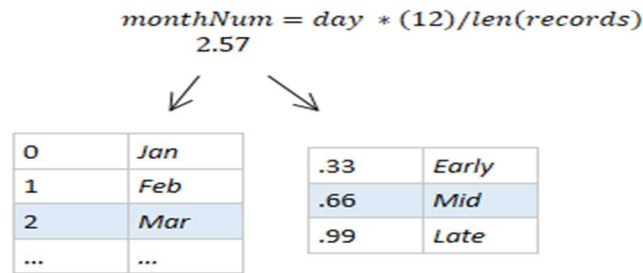 monthNum = day * (12)/len(records)
2.57
0 Jan
1 Feb
2 Mar
... ...
.33 Early
.66 Mid
.99 Late